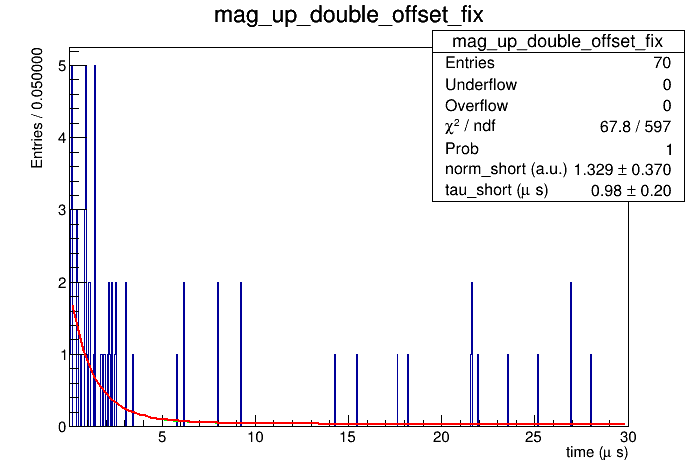 mag_up_double_offset_fix
mag_up_double_offset_fix
Entries 70
Underflow 0
Overflow 0
χ² / ndf 67.8 / 597
Prob 1
norm_short (a.u.) 1.329 ± 0.370
tau_short (μ s) 0.98 ± 0.20
Entries / 0.050000
5
4
3
2
1
0
5 10 15 20 25 30
time (μ s)